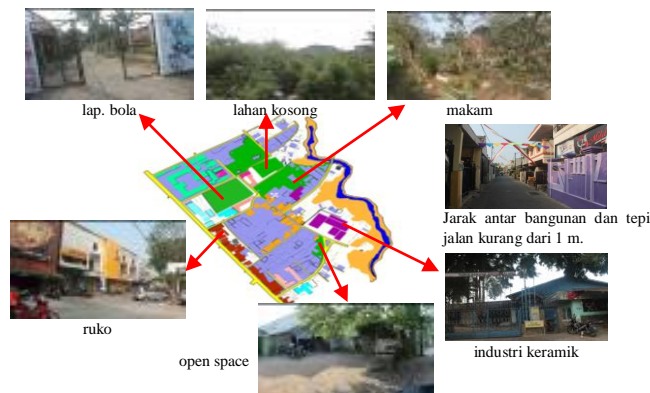 lap. bola
lahan kosong
makam
Jarak antar bangunan dan tepi
jalan kurang dari 1 m.
ruko
open space
industri keramik